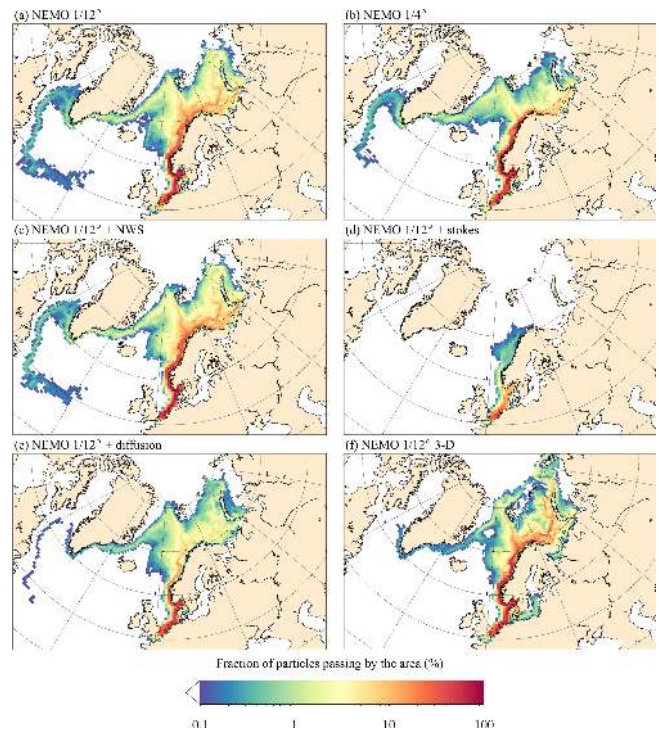 (a) NEMO 1/12°
(b) NEMO 1/4°
(c) NEMO 1/12° + NWS
(d) NEMO 1/12° + stokes
(e) NEMO 1/12° + diffusion
(f) NEMO 1/12° 3-D
Fraction of particles passing by the area (%)
0.1 1 10 100